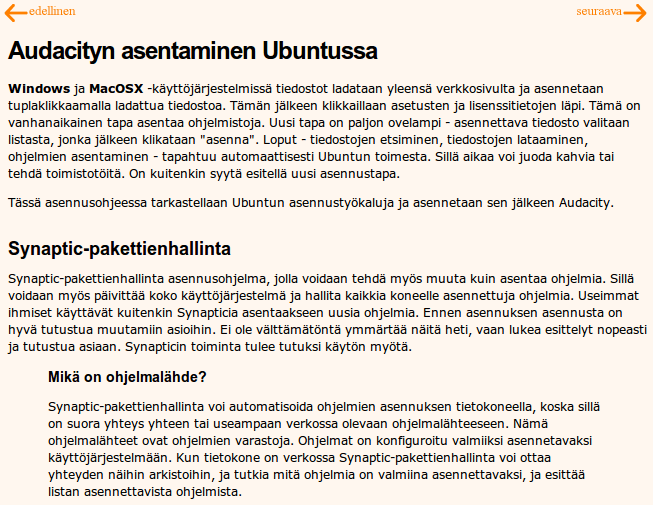 edellinen
seuraava
Audacityn asentaminen Ubuntussa
Windows ja MacOSX -käyttöjärjestelmissä tiedostot ladataan yleensä verkkosivulta ja asennetaan
tuplaklikkaamalla ladattua tiedostoa. Tämän jälkeen klikkaillaan asetusten ja lisenssitietojen läpi. Tämä on
vanhanaikainen tapa asentaa ohjelmistoja. Uusi tapa on paljon ovelampi - asennettava tiedosto valitaan
listasta, jonka jälkeen klikataan "asenna". Loput - tiedostojen etsiminen, tiedostojen lataaminen,
ohjelmien asentaminen - tapahtuu automaattisesti Ubuntun toimesta. Sillä aikaa voi juoda kahvia tai
tehdä toimistotöitä. On kuitenkin syytä esitellä uusi asennustapa.
Tässä asennusohjeessa tarkastellaan Ubuntun asennustyökaluja ja asennetaan sen jälkeen Audacity.
Synaptic-pakettienhallinta
Synaptic-pakettienhallinta asennusohjelma, jolla voidaan tehdä myös muuta kuin asentaa ohjelmia. Sillä
voidaan myös päivittää koko käyttöjärjestelmä ja hallita kaikkia koneelle asennettuja ohjelmia. Useimmat
ihmiset käyttävät kuitenkin Synapticia asentaakseen uusia ohjelmia. Ennen asennuksen asennusta on
hyvä tutustua muutamiin asioihin. Ei ole välttämätöntä ymmärtää näitä heti, vaan lukea esittelyt nopeasti
ja tutustua asiaan. Synapticin toiminta tulee tutuksi käytön myötä.
Mikä on ohjelmalähde?
Synaptic-pakettienhallinta voi automatisoida ohjelmien asennuksen tietokoneella, koska sillä
on suora yhteys yhteen tai useampaan verkossa olevaan ohjelmalähteeseen. Nämä
ohjelmalähteet ovat ohjelmien varastoja. Ohjelmat on konfiguroitu valmiiksi asennetavaksi
käyttöjärjestelmään. Kun tietokone on verkossa Synaptic-pakettienhallinta voi ottaa
yhteyden näihin arkistoihin, ja tutkia mitä ohjelmia on valmiina asennettavaksi, ja esittää
listan asennettavista ohjelmista.